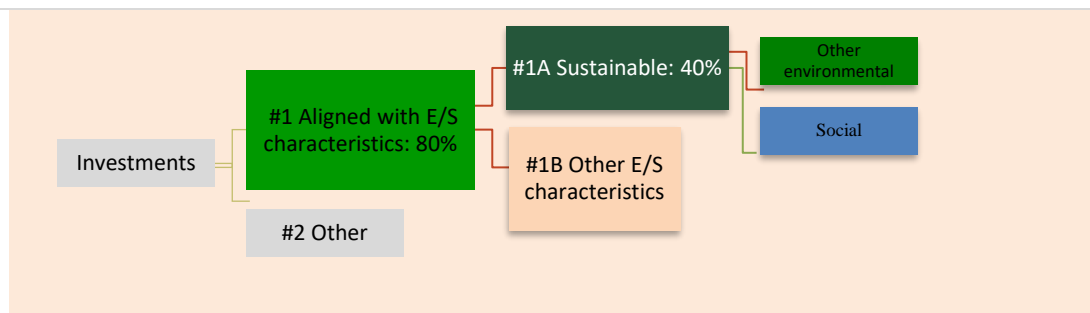 Investments
#1 Aligned with E/S
characteristics: 80%
#2 Other
#1A Sustainable: 40%
#1B Other E/S
characteristics
Other
environmental
Social